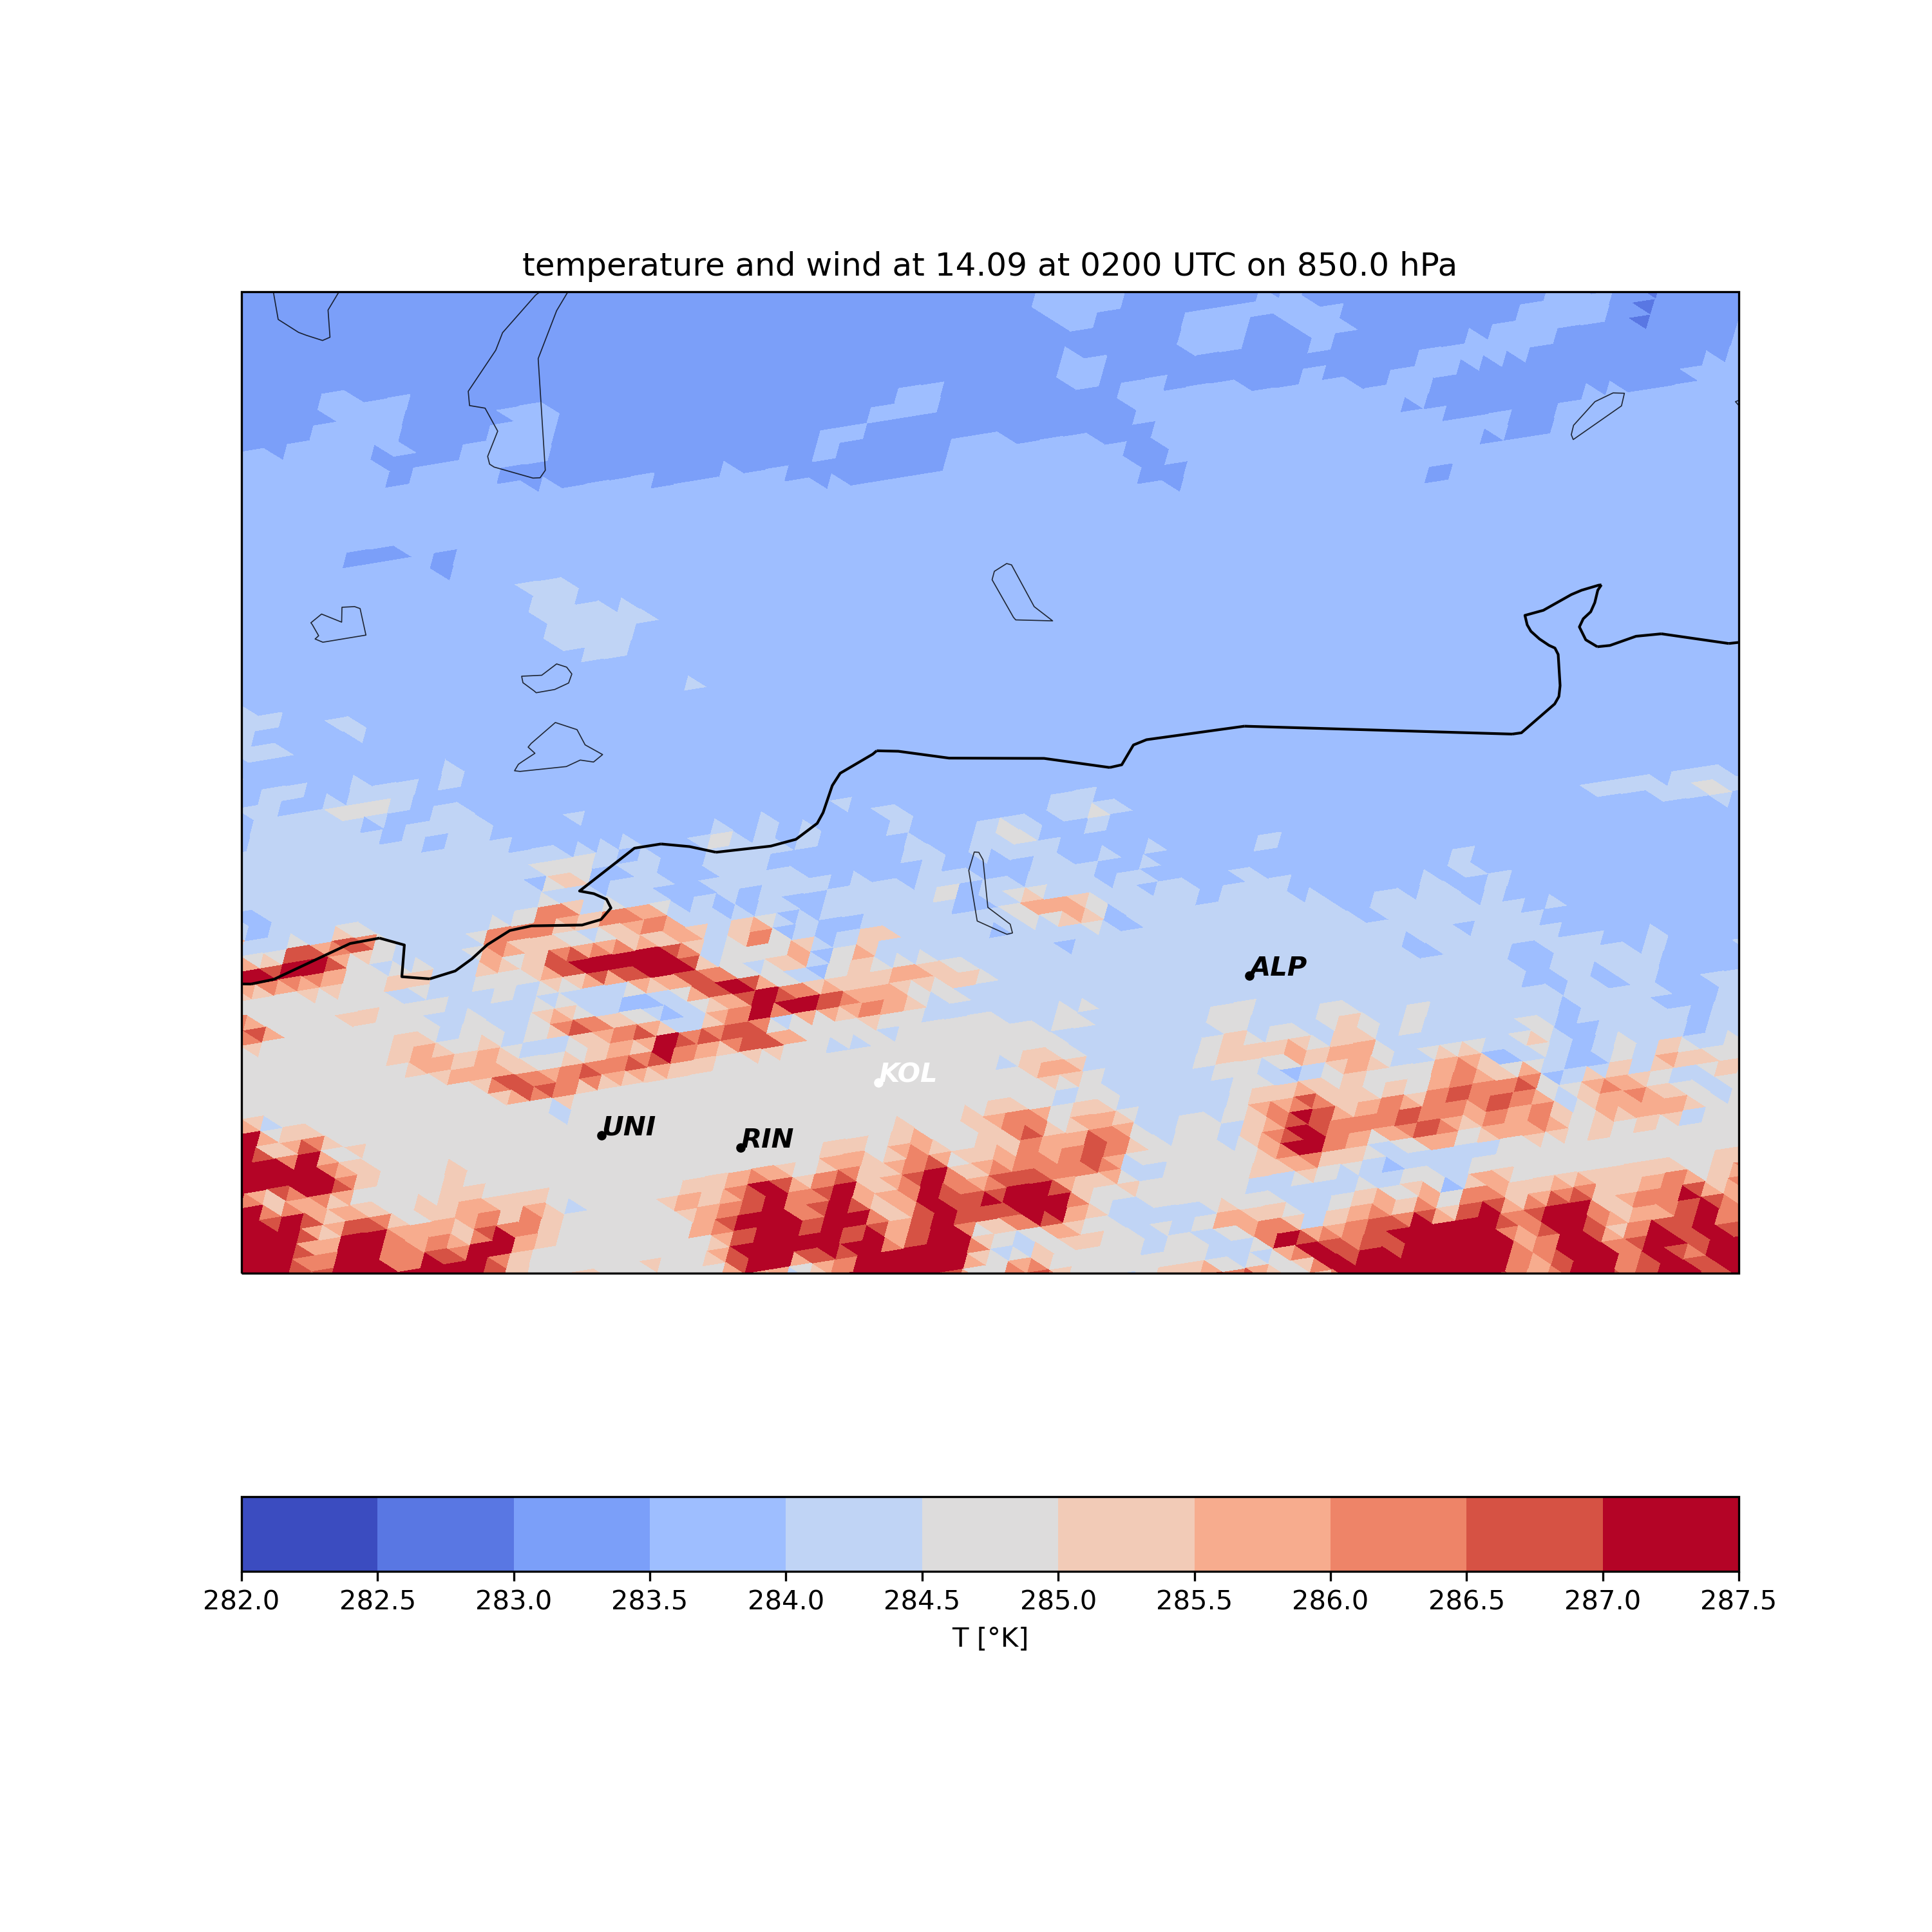 temperature and wind at 14.09 at 0200 UTC on 850.0 hPa
ALP
KOL
UNI
RIN
282.0 282.5 283.0 283.5 284.0 284.5 285.0 285.5 286.0 286.5 287.0 287.5
T [°K]